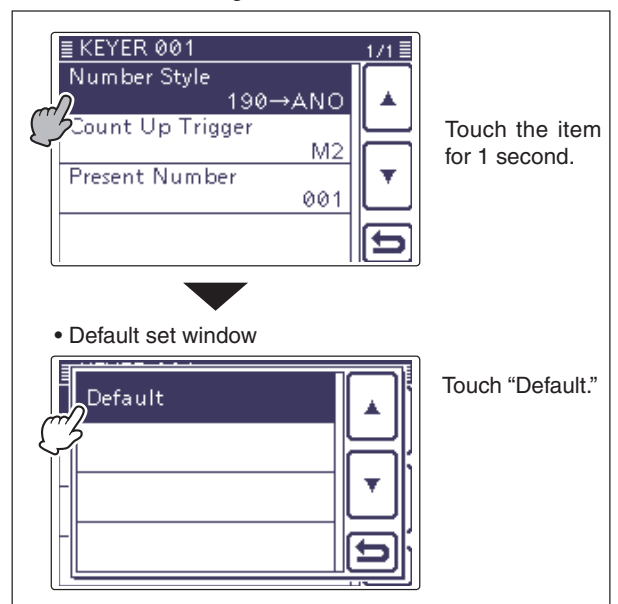 KEYER 001 1/1
Number Style
190→ANO
Count Up Trigger
M2
Present Number
001
Touch the item
for 1 second.
• Default set window
Default
Touch “Default.”